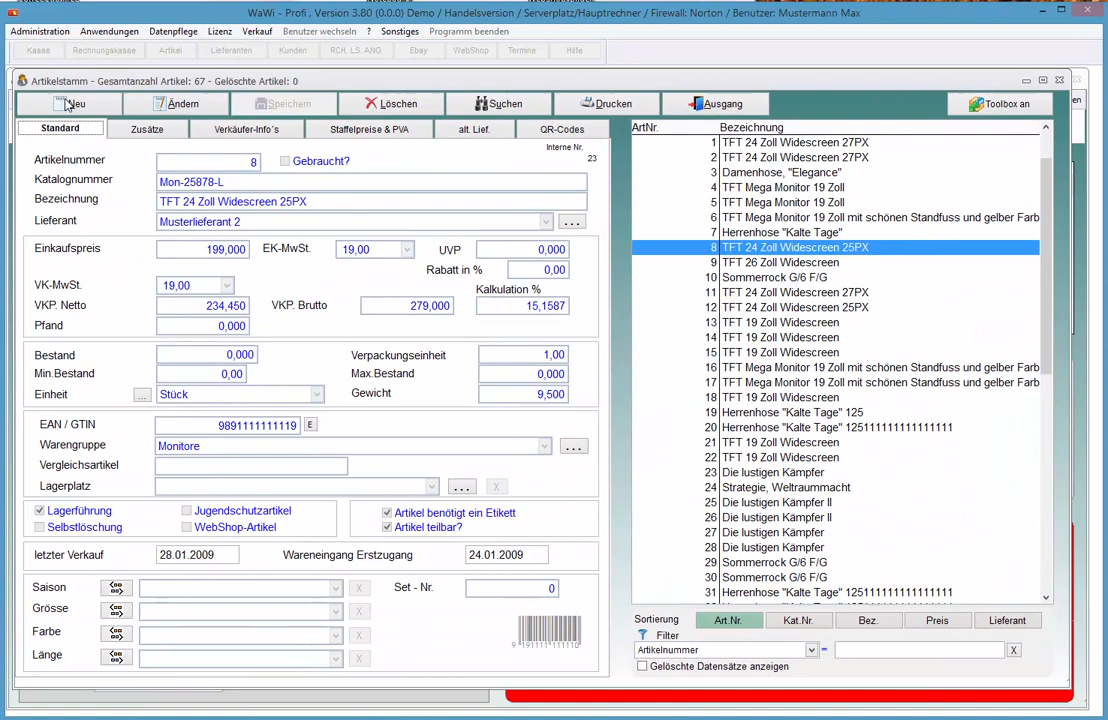 WaWi - Profi . Version 3.80 (0.0.0) Demo / Handelsversion / Serverplatz/Hauptrechner / Firewall: Norton / Benutzer: Mustermann Max
Administration Anwendungen Datenpflege Lizenz Verkauf Benutzer wechseln ? Sonstiges Programm beenden
Kasse Rechnungskasse Artikel Lieferanten Kunden RCH. LS. ANG Ebay WebShop Termine Hilfe
Artikelstamm - Gesamtanzahl Artikel: 67 - Gelöschte Artikel: 0
Neu Ändern Speichern Löschen Suchen Drucken Ausgang Toolbox an
Standard Zusätze Verkäufer-Info´s Staffelpreise & PVA alt. Lief. QR-Codes
Interne Nr.
23
Artikelnummer 8 Gebraucht?
Katalognummer Mon-25878-L
Bezeichnung TFT 24 Zoll Widescreen 25PX
Lieferant Musterlieferant 2 ...
Einkaufspreis 199,000 EK-MwSt. 19,00 UVP 0,000
Rabatt in % 0,00
VK-MwSt. 19,00 Kalkulation %
VKP. Netto 234,450 VKP. Brutto 279,000 15,1587
Pfand 0,000
Bestand 0,000 Verpackungseinheit 1,00
Min.Bestand 0,00 Max.Bestand 0,000
Einheit ... Stück Gewicht 9,500
EAN / GTIN 9891111111119 E
Warengruppe Monitore ...
Vergleichsartikel
Lagerplatz ... X
Lagerführung Jugendschutzartikel Artikel benötigt ein Etikett
Selbstlöschung WebShop-Artikel Artikel teilbar?
letzter Verkauf 28.01.2009 Wareneingang Erstzugang 24.01.2009
Saison X Set - Nr. 0
Grösse X
Farbe X
Länge X
9 191111 111110
ArtNr. Bezeichnung
1 TFT 24 Zoll Widescreen 27PX
2 TFT 24 Zoll Widescreen 27PX
3 Damenhose, "Elegance"
4 TFT Mega Monitor 19 Zoll
5 TFT Mega Monitor 19 Zoll
6 TFT Mega Monitor 19 Zoll mit schönen Standfuss und gelber Farb
7 Herrenhose "Kalte Tage"
8 TFT 24 Zoll Widescreen 25PX
9 TFT 26 Zoll Widescreen
10 Sommerrock G/6 F/G
11 TFT 24 Zoll Widescreen 27PX
12 TFT 24 Zoll Widescreen 27PX
13 TFT 19 Zoll Widescreen
14 TFT 19 Zoll Widescreen
15 TFT 19 Zoll Widescreen
16 TFT Mega Monitor 19 Zoll mit schönen Standfuss und gelber Farb
17 TFT Mega Monitor 19 Zoll mit schönen Standfuss und gelber Farb
18 TFT 19 Zoll Widescreen
19 Herrenhose "Kalte Tage" 125
20 Herrenhose "Kalte Tage" 125111111111111111
21 TFT 19 Zoll Widescreen
22 TFT 19 Zoll Widescreen
23 Die lustigen Kämpfer
24 Strategie, Weltraummacht
25 Die lustigen Kämpfer II
26 Die lustigen Kämpfer II
27 Die lustigen Kämpfer
28 Die lustigen Kämpfer
29 Sommerrock G/6 F/G
30 Sommerrock G/6 F/G
31 Herrenhose "Kalte Tage" 125111111111111111
Sortierung Art.Nr. Kat.Nr. Bez. Preis Lieferant
Filter
Artikelnummer = X
Gelöschte Datensätze anzeigen